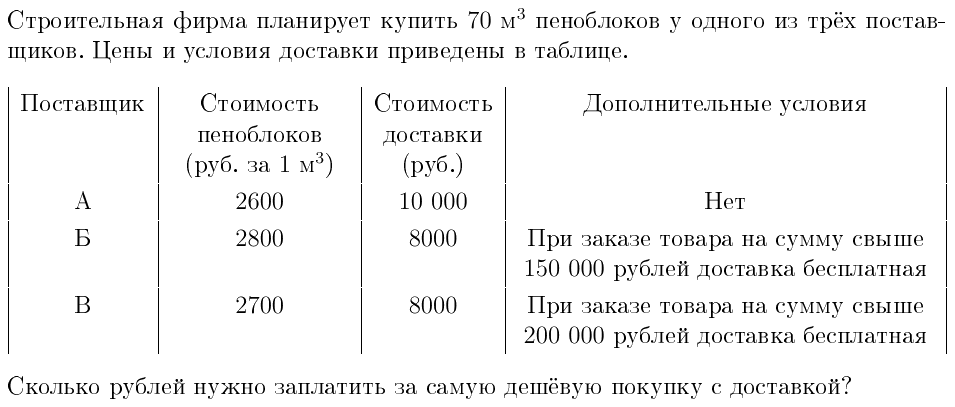 Строительная фирма планирует купить 70 м³ пеноблоков у одного из трёх постав-
щиков. Цены и условия доставки приведены в таблице.
Поставщик Стоимость Стоимость Дополнительные условия
пеноблоков доставки
(руб. за 1 м³) (руб.)
А 2600 10 000 Нет
Б 2800 8000 При заказе товара на сумму свыше
150 000 рублей доставка бесплатная
В 2700 8000 При заказе товара на сумму свыше
200 000 рублей доставка бесплатная
Сколько рублей нужно заплатить за самую дешёвую покупку с доставкой?